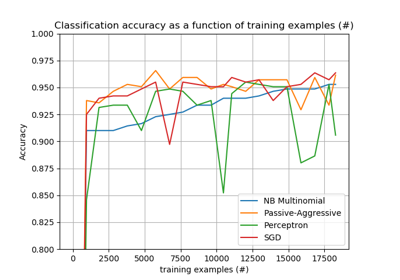 Classification accuracy as a function of training examples (#)
1.000
0.975
0.950
0.925
0.900
0.875
0.850
0.825
0.800
Accuracy
NB Multinomial
Passive-Aggressive
Perceptron
SGD
0 2500 5000 7500 10000 12500 15000 17500
training examples (#)